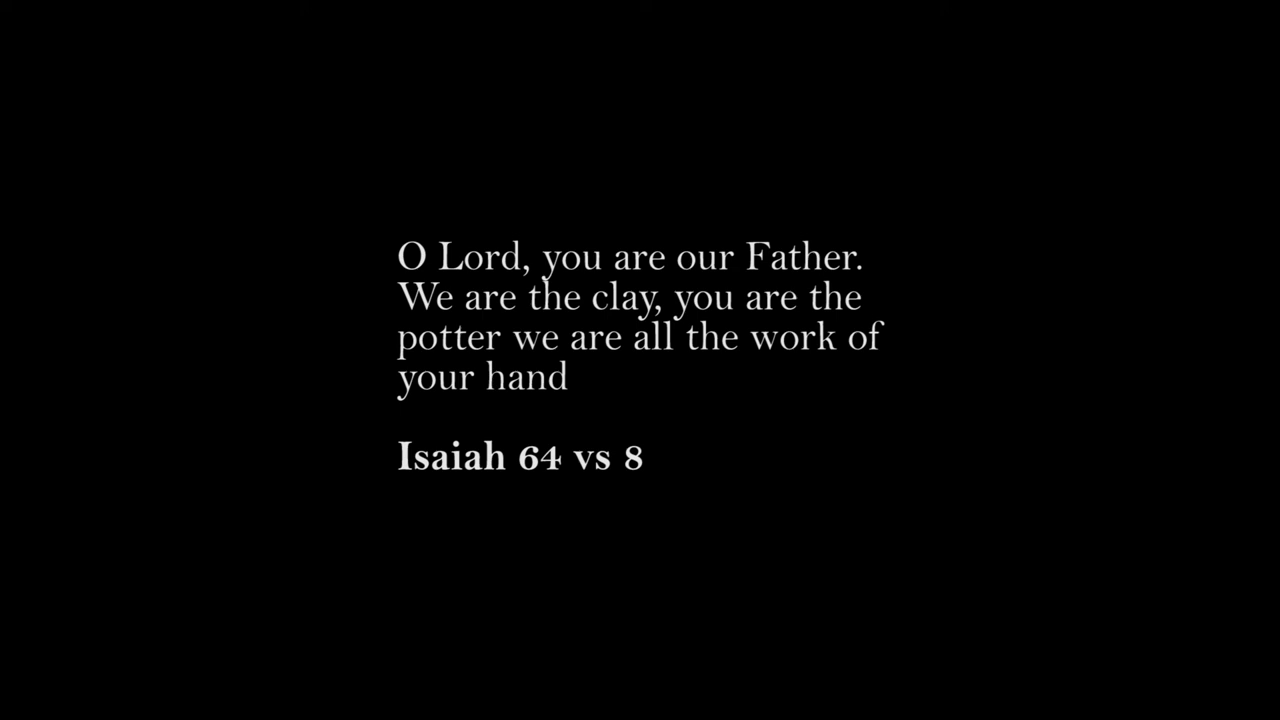 O Lord, you are our Father.
We are the clay, you are the
potter we are all the work of
your hand
Isaiah 64 vs 8